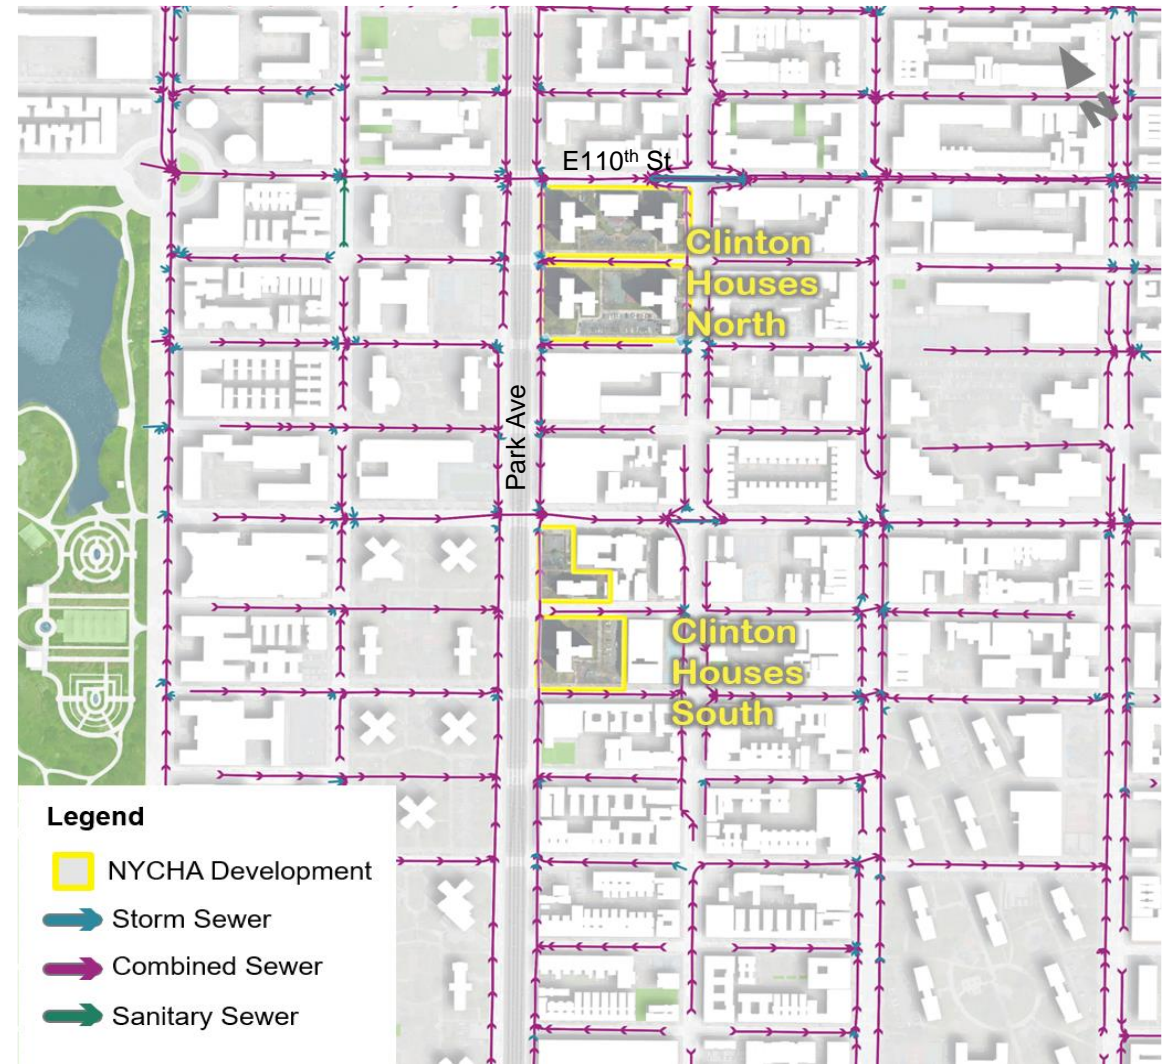 N
E110th St
Clinton
Houses
North
Park Ave
Clinton
Houses
South
Legend
NYCHA Development
Storm Sewer
Combined Sewer
Sanitary Sewer